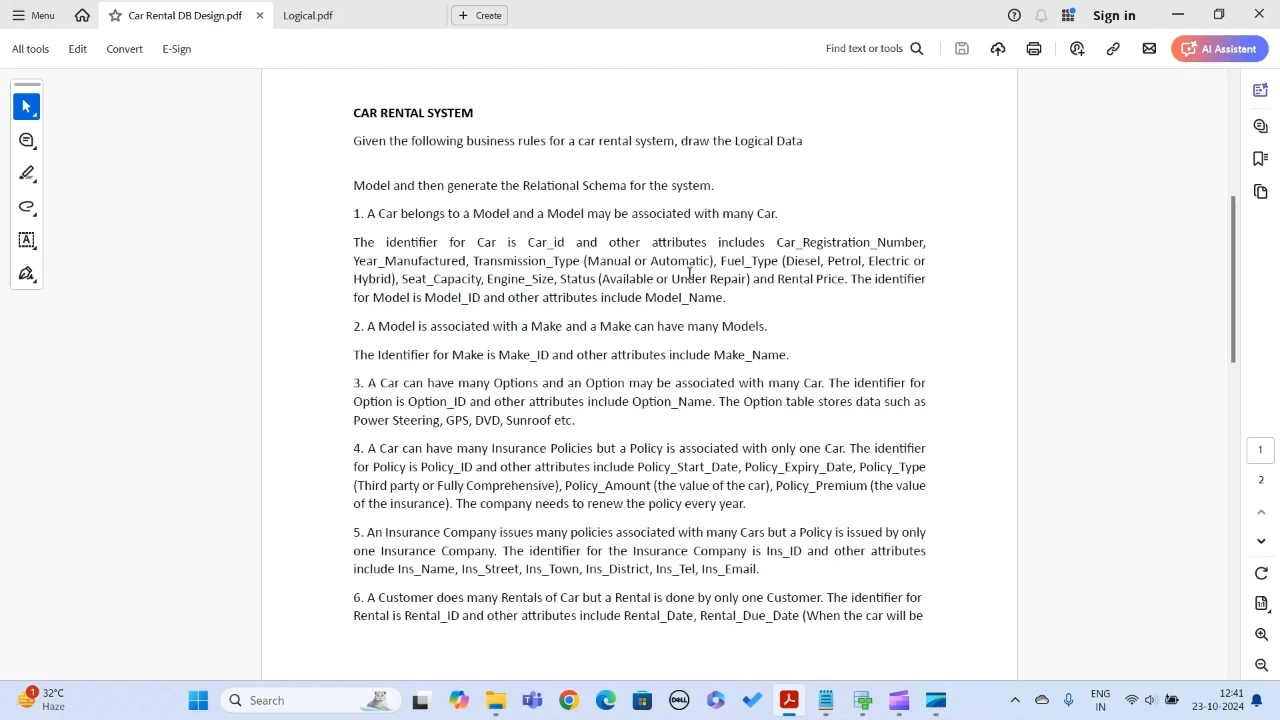 Menu
Car Rental DB Design.pdf
Logical.pdf
Create
Sign in
All tools
Edit
Convert
E-Sign
Find text or tools
AI Assistant
CAR RENTAL SYSTEM
Given the following business rules for a car rental system, draw the Logical Data
Model and then generate the Relational Schema for the system.
1. A Car belongs to a Model and a Model may be associated with many Car.
The identifier for Car is Car_id and other attributes includes Car_Registration_Number,
Year_Manufactured, Transmission_Type (Manual or Automatic), Fuel_Type (Diesel, Petrol, Electric or
Hybrid), Seat_Capacity, Engine_Size, Status (Available or Under Repair) and Rental Price. The identifier
for Model is Model_ID and other attributes include Model_Name.
2. A Model is associated with a Make and a Make can have many Models.
The Identifier for Make is Make_ID and other attributes include Make_Name.
3. A Car can have many Options and an Option may be associated with many Car. The identifier for
Option is Option_ID and other attributes include Option_Name. The Option table stores data such as
Power Steering, GPS, DVD, Sunroof etc.
4. A Car can have many Insurance Policies but a Policy is associated with only one Car. The identifier
for Policy is Policy_ID and other attributes include Policy_Start_Date, Policy_Expiry_Date, Policy_Type
(Third party or Fully Comprehensive), Policy_Amount (the value of the car), Policy_Premium (the value
of the insurance). The company needs to renew the policy every year.
5. An Insurance Company issues many policies associated with many Cars but a Policy is issued by only
one Insurance Company. The identifier for the Insurance Company is Ins_ID and other attributes
include Ins_Name, Ins_Street, Ins_Town, Ins_District, Ins_Tel, Ins_Email.
6. A Customer does many Rentals of Car but a Rental is done by only one Customer. The identifier for
Rental is Rental_ID and other attributes include Rental_Date, Rental_Due_Date (When the car will be
1
2
1
32°C
Haze
Search
DELL
ENG
IN
12:41
23-10-2024